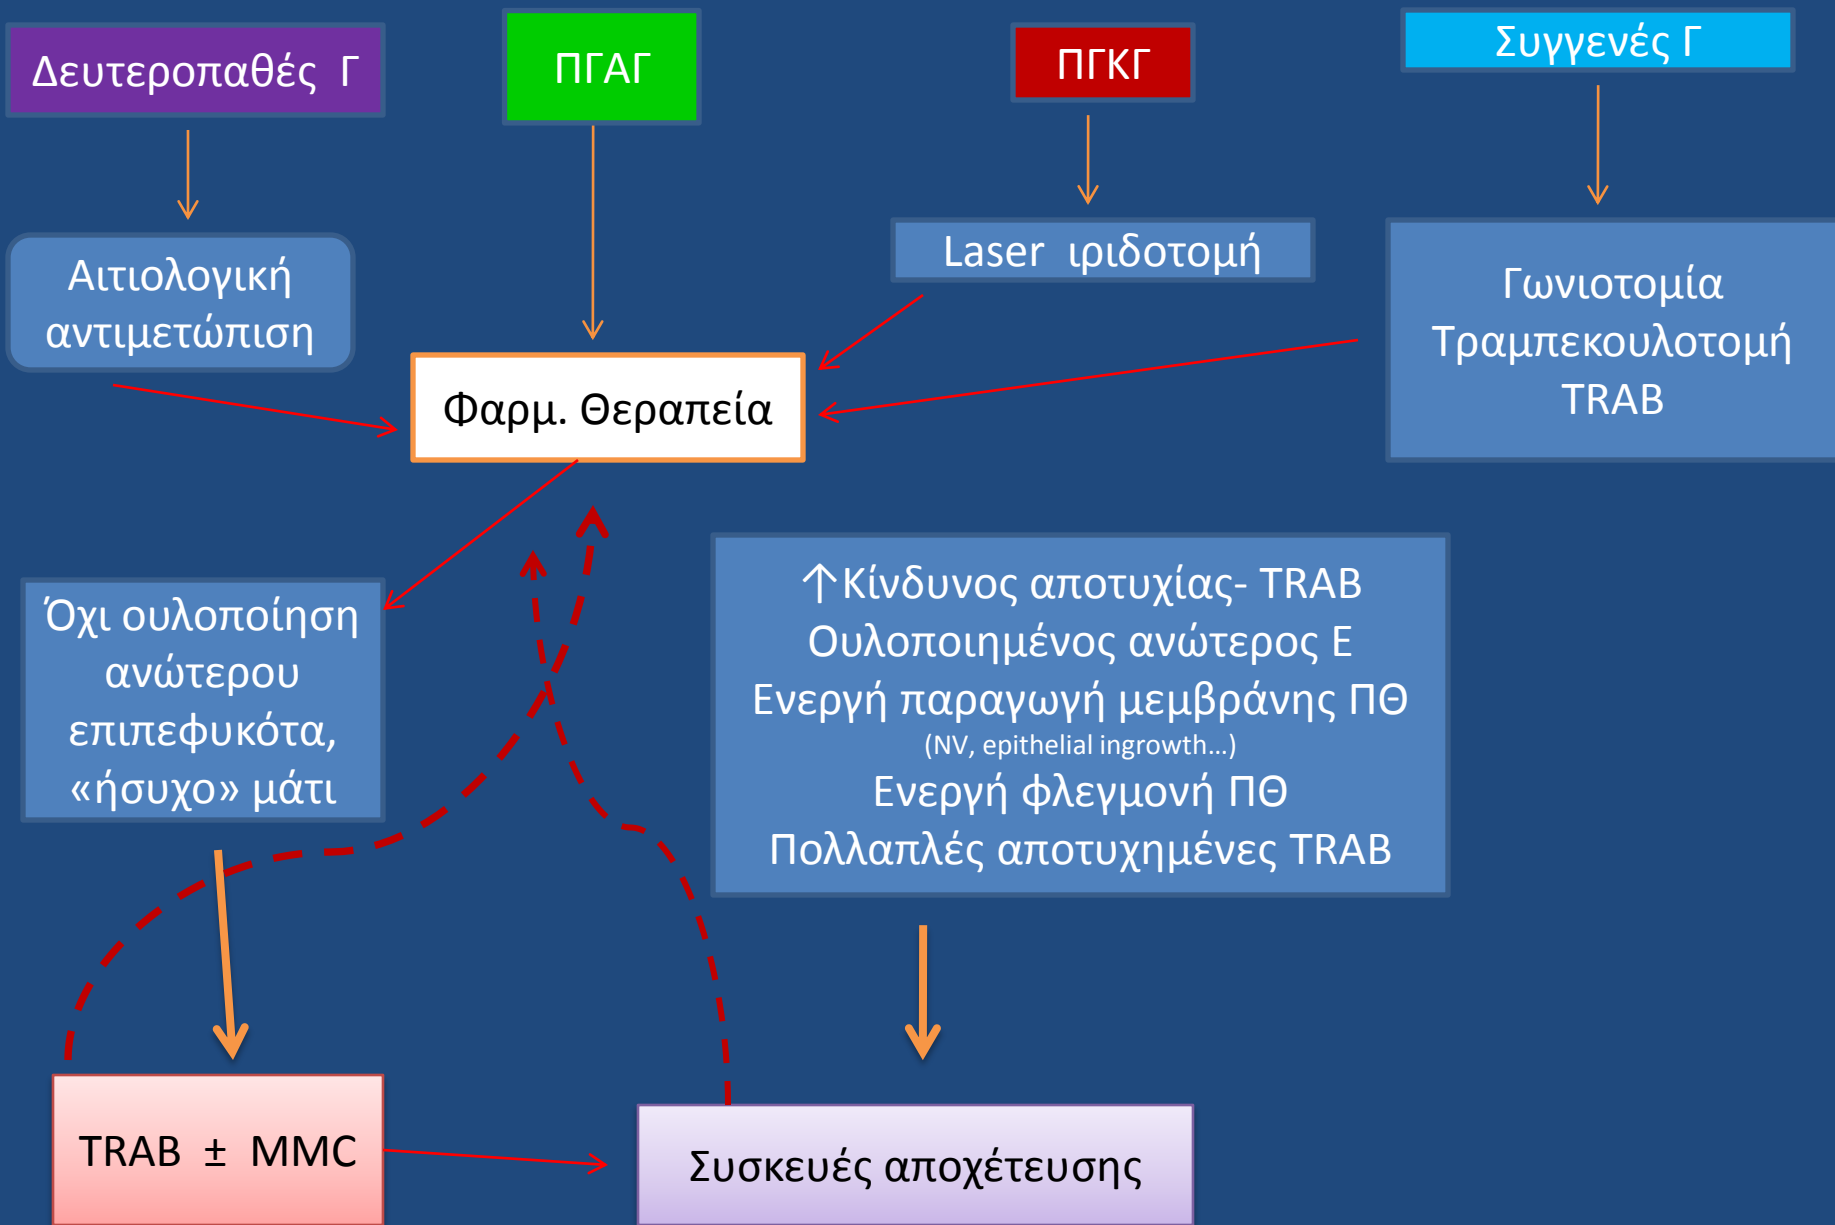 Δευτεροπαθές Γ
ΠΓΑΓ
ΠΓΚΓ
Συγγενές Γ
Αιτιολογική
αντιμετώπιση
Laser ιριδοτομή
Γωνιοτομία
Τραμπεκουλοτομή
TRAB
Φαρμ. Θεραπεία
Όχι ουλοποίηση
ανώτερου
επιπεφυκότα,
«ήσυχο» μάτι
↑Κίνδυνος αποτυχίας- TRAB
Ουλοποιημένος ανώτερος Ε
Ενεργή παραγωγή μεμβράνης ΠΘ
(NV, epithelial ingrowth…)
Ενεργή φλεγμονή ΠΘ
Πολλαπλές αποτυχημένες TRAB
TRAB ± MMC
Συσκευές αποχέτευσης